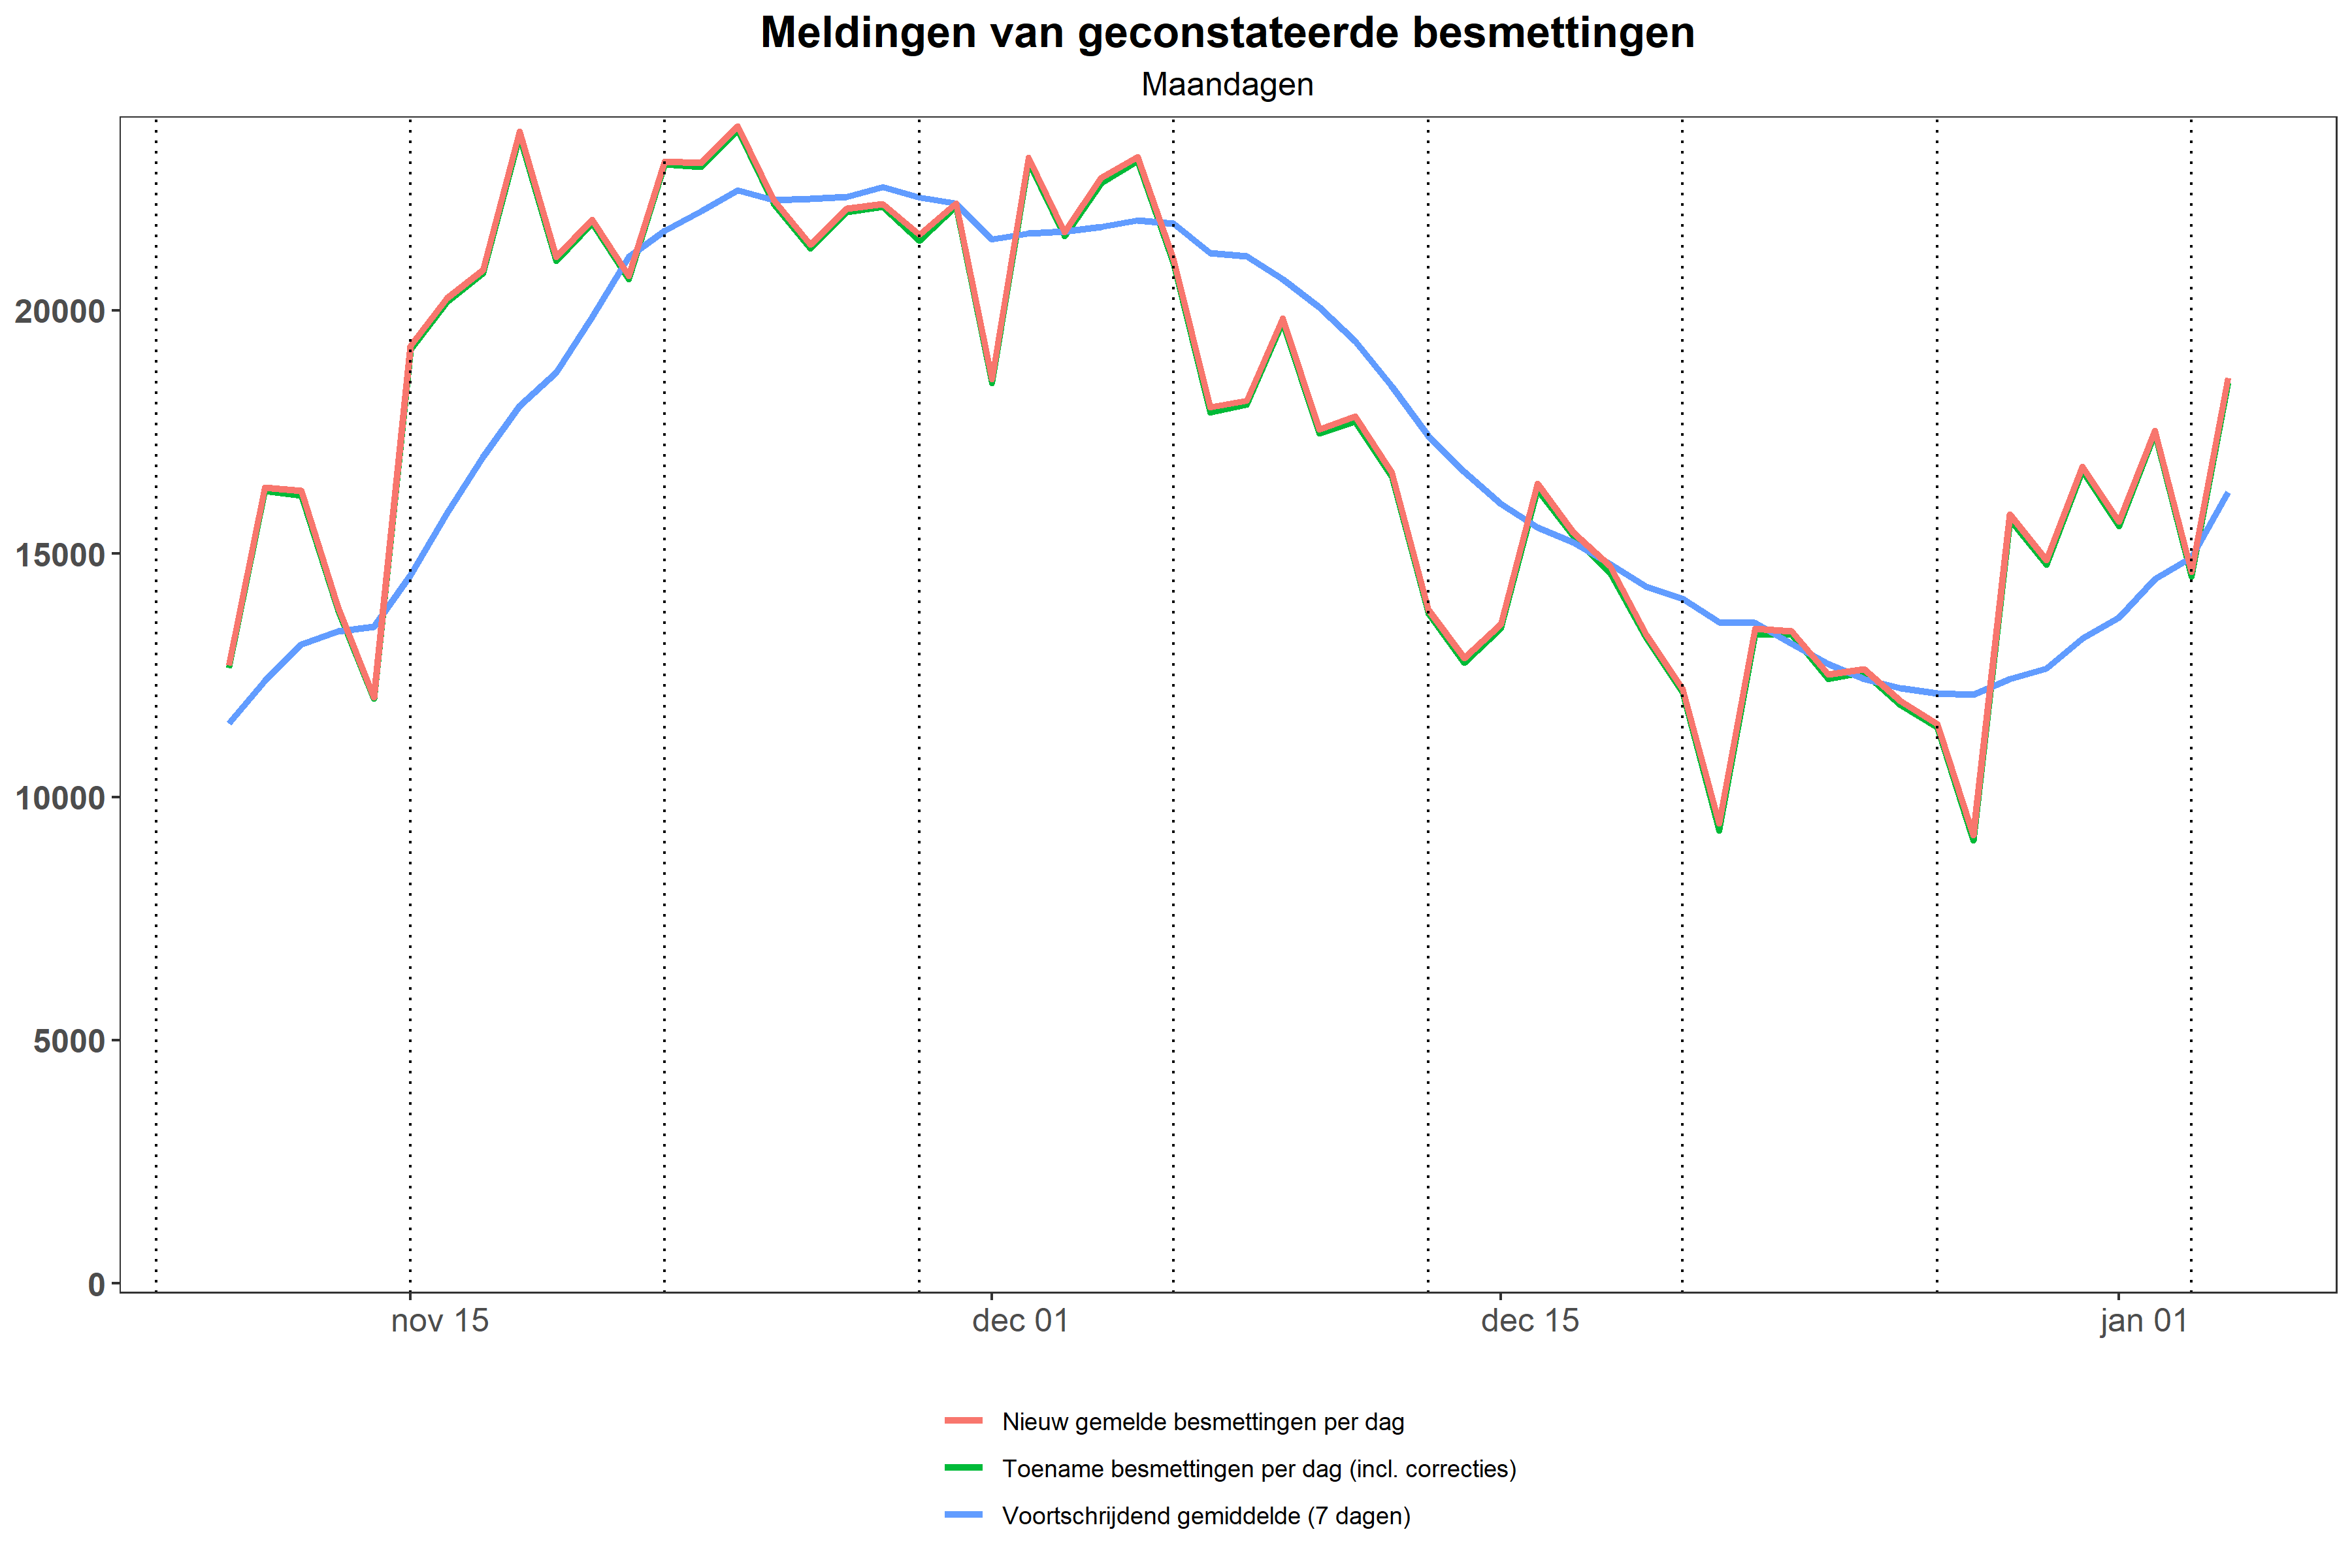 Meldingen van geconstateerde besmettingen
Maandagen
20000
15000
10000
5000
0
nov 15
dec 01
dec 15
jan 01
Nieuw gemelde besmettingen per dag
Toename besmettingen per dag (incl. correcties)
Voortschrijdend gemiddelde (7 dagen)